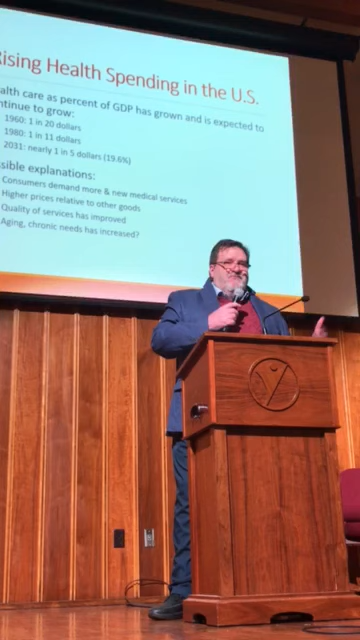 Rising Health Spending in the U.S.
alth care as percent of GDP has grown and is expected to
ntinue to grow:
1960: 1 in 20 dollars
1980: 1 in 11 dollars
2031: nearly 1 in 5 dollars (19.6%)
sible explanations:
Consumers demand more & new medical services
Higher prices relative to other goods
Quality of services has improved
Aging, chronic needs has increased?